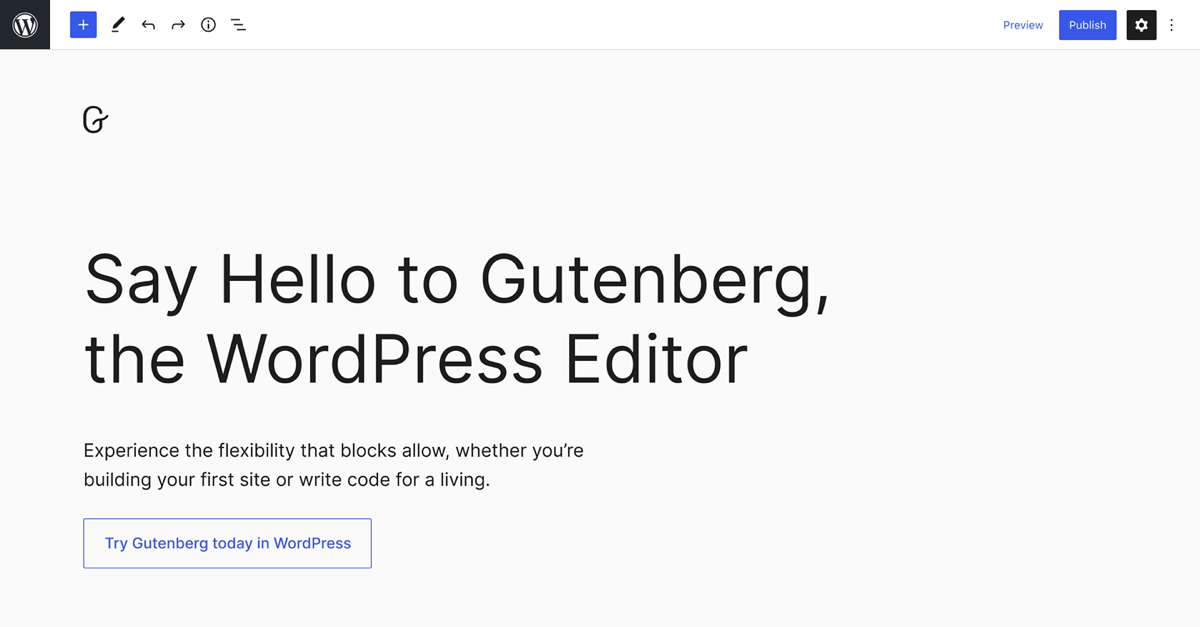 Preview
Publish
G
Say Hello to Gutenberg,
the WordPress Editor
Experience the flexibility that blocks allow, whether you’re
building your first site or write code for a living.
Try Gutenberg today in WordPress